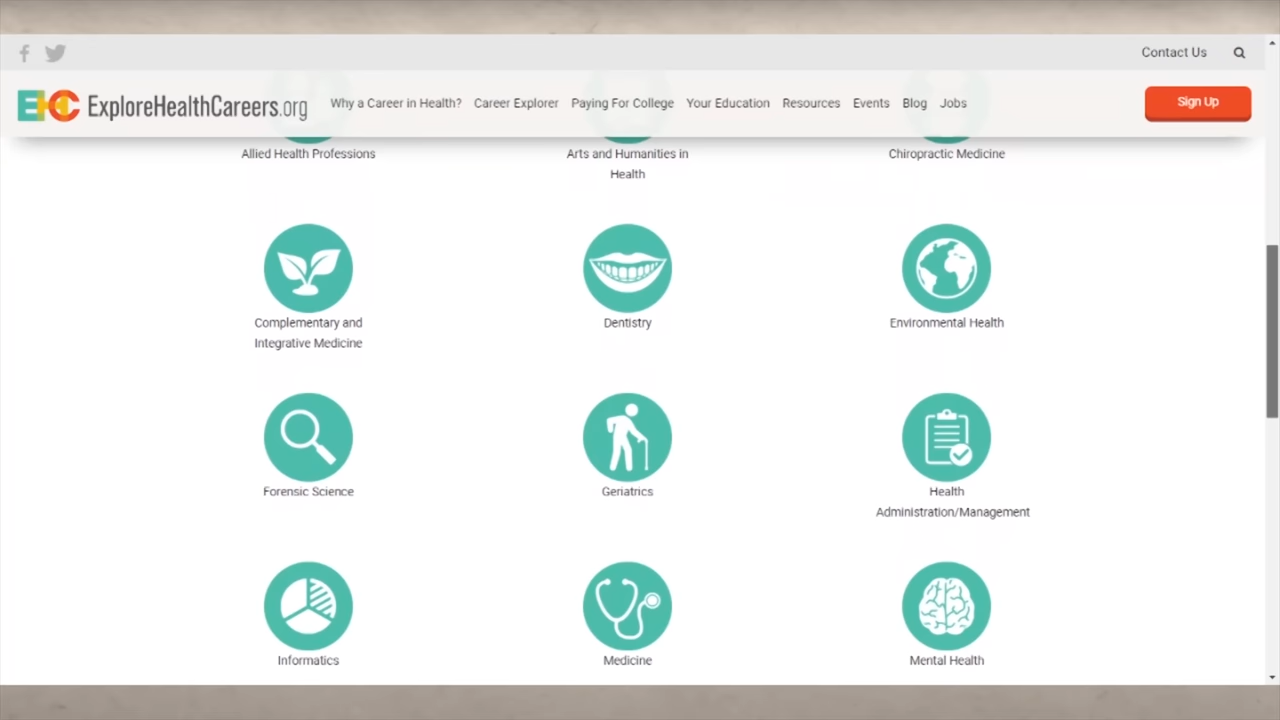 Contact Us
EHC ExploreHealthCareers.org
Why a Career in Health? Career Explorer Paying For College Your Education Resources Events Blog Jobs
Sign Up
Allied Health Professions
Arts and Humanities in
Health
Chiropractic Medicine
Complementary and
Integrative Medicine
Dentistry
Environmental Health
Forensic Science
Geriatrics
Health
Administration/Management
Informatics
Medicine
Mental Health